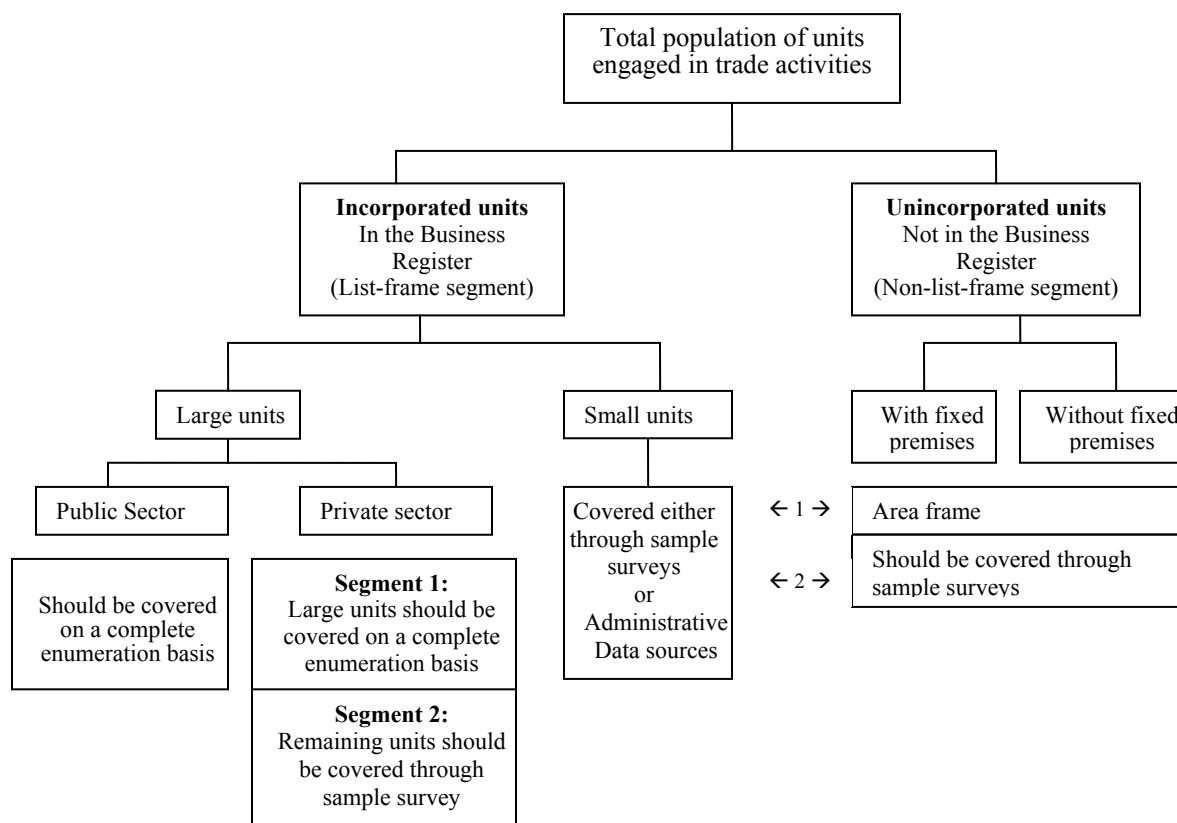 Total population of units
engaged in trade activities
Incorporated units
In the Business
Register
(List-frame segment)
Unincorporated units
Not in the Business
Register
(Non-list-frame segment)
Large units
Small units
With fixed
premises
Without fixed
premises
Public Sector
Private sector
Should be covered
on a complete
enumeration basis
Segment 1:
Large units should be
covered on a complete
enumeration basis
Segment 2:
Remaining units should
be covered through
sample survey
Covered either
through sample
surveys
or
Administrative
Data sources
← 1 →
← 2 →
Area frame
Should be covered through
sample surveys